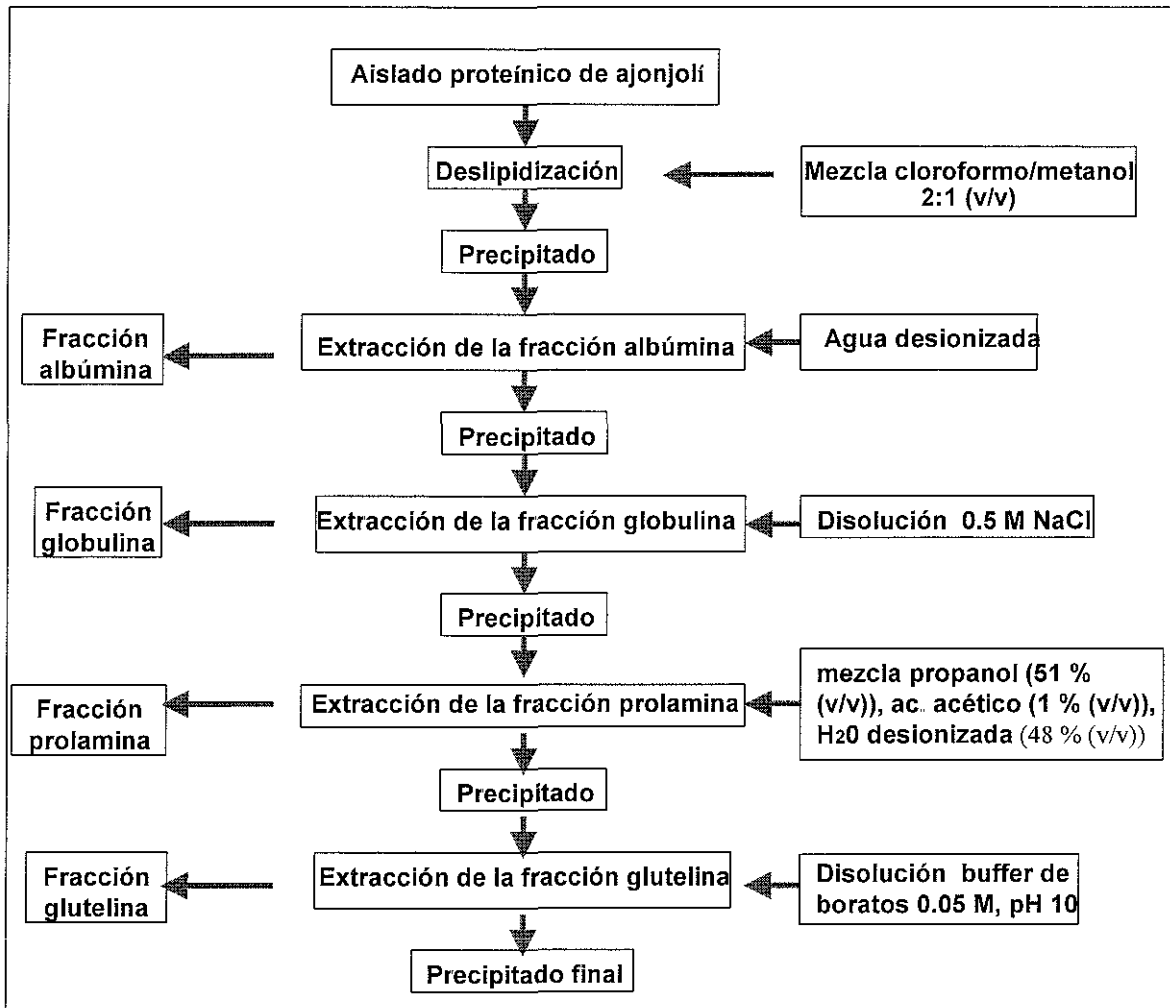 Aislado proteínico de ajonjolí
Deslipidización
Mezcla cloroformo/metanol
2:1 (v/v)
Precipitado
Fracción
albúmina
Extracción de la fracción albúmina
Agua desionizada
Precipitado
Fracción
globulina
Extracción de la fracción globulina
Disolución 0.5 M NaCl
Precipitado
Fracción
prolamina
Extracción de la fracción prolamina
mezcla propanol (51 %
(v/v)), ac.. acético (1 % (v/v)),
H20 desionizada (48 % (v/v))
Precipitado
Fracción
glutelina
Extracción de la fracción glutelina
Disolución buffer de
boratos 0.05 M, pH 10
Precipitado final